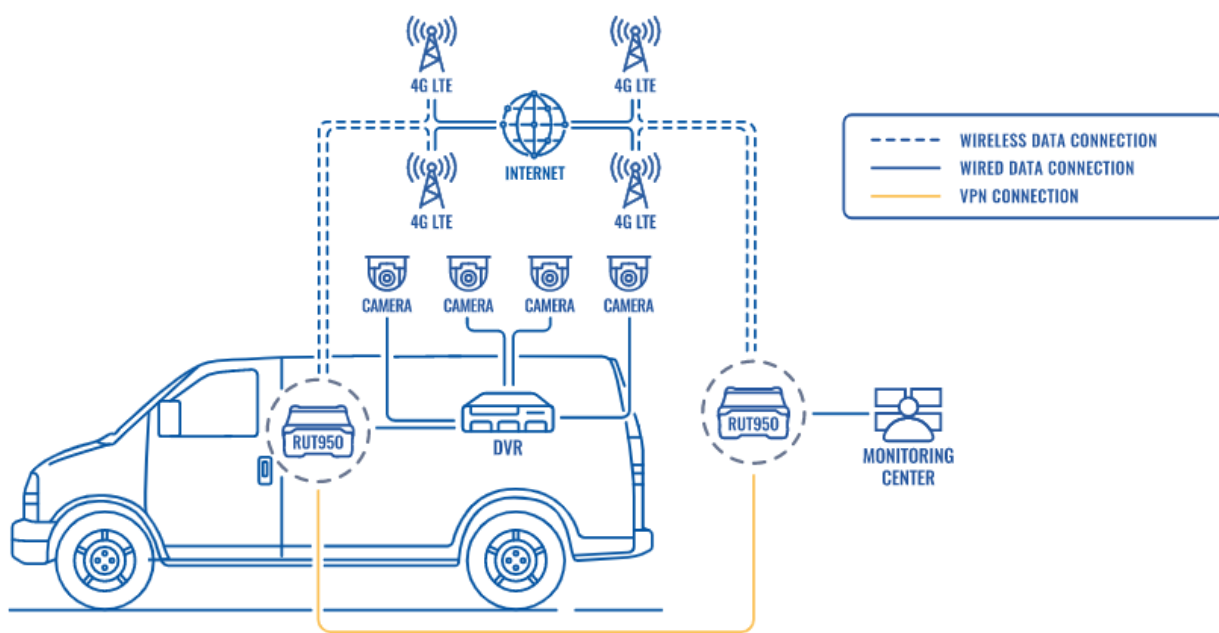 4G LTE
4G LTE
INTERNET
4G LTE
4G LTE
WIRELESS DATA CONNECTION
WIRED DATA CONNECTION
VPN CONNECTION
CAMERA
CAMERA
CAMERA
CAMERA
RUT950
DVR
RUT950
MONITORING
CENTER